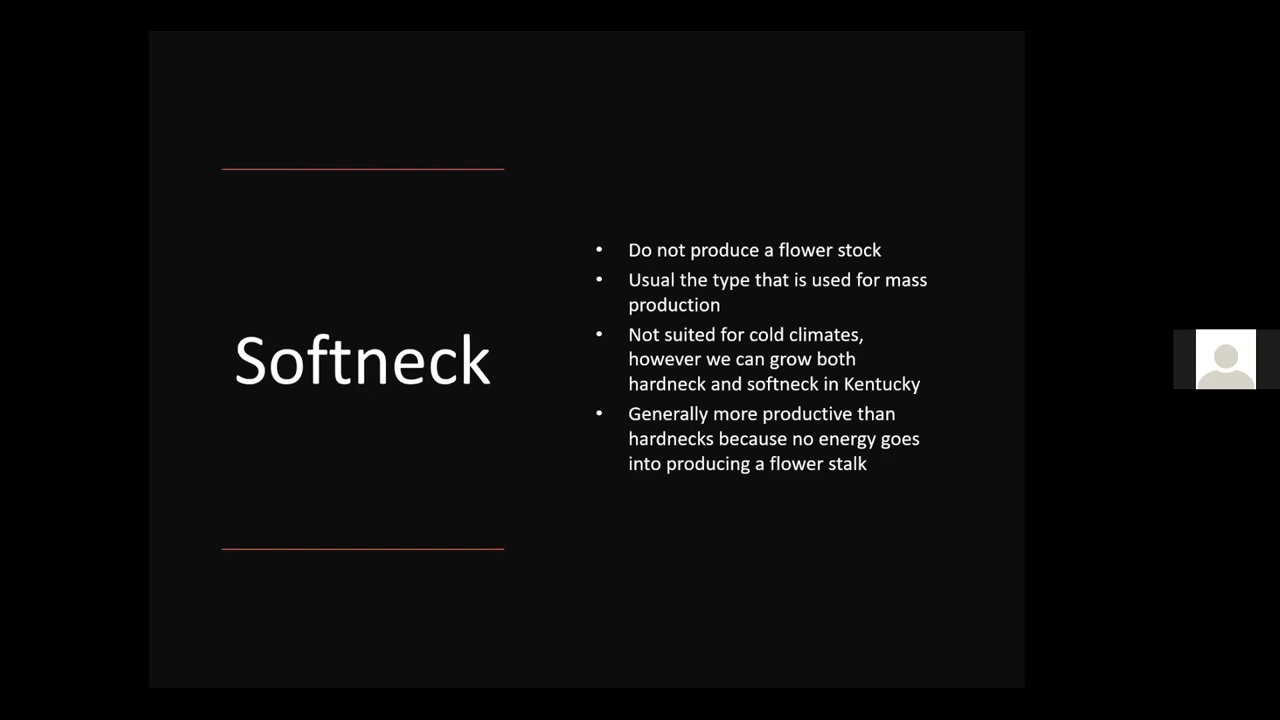 Softneck
• Do not produce a flower stock
• Usual the type that is used for mass
production
• Not suited for cold climates,
however we can grow both
hardneck and softneck in Kentucky
• Generally more productive than
hardnecks because no energy goes
into producing a flower stalk